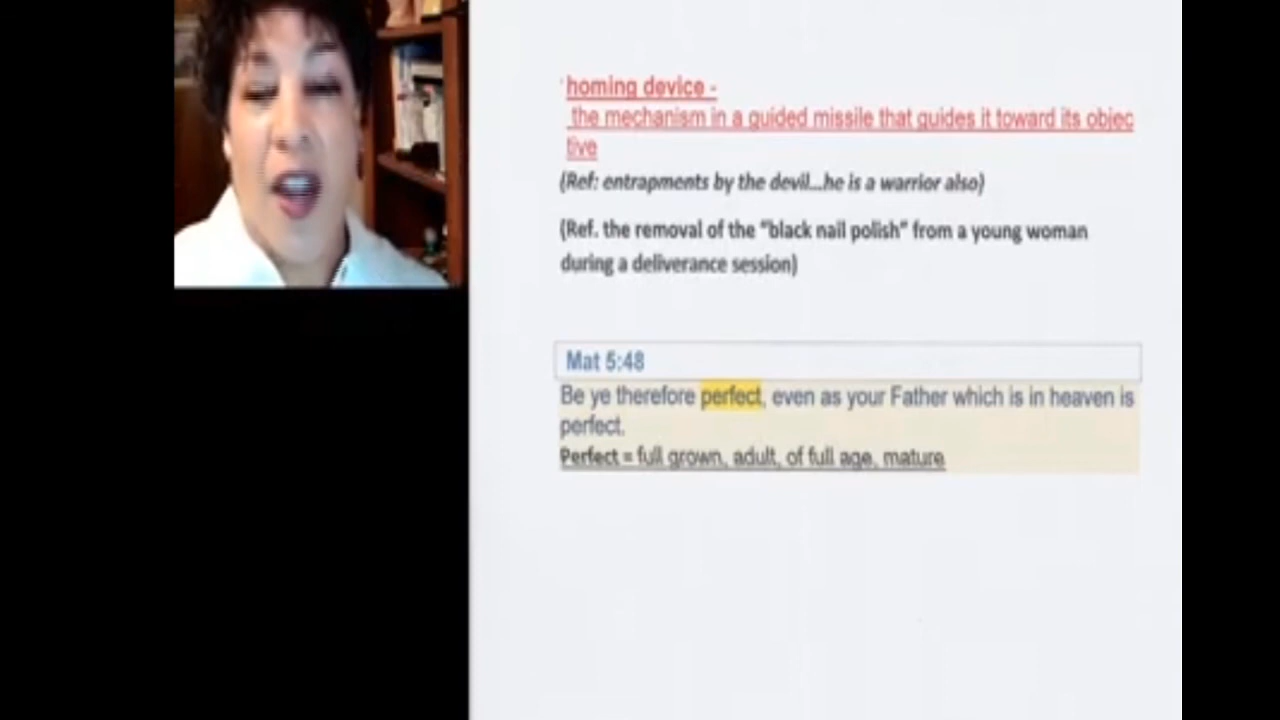 homing device -
the mechanism in a guided missile that guides it toward its objec
tive
(Ref: entrapments by the devil...he is a warrior also)
(Ref. the removal of the "black nail polish" from a young woman
during a deliverance session)
Mat 5:48
Be ye therefore perfect, even as your Father which is in heaven is
perfect.
Perfect = full grown, adult, of full age, mature